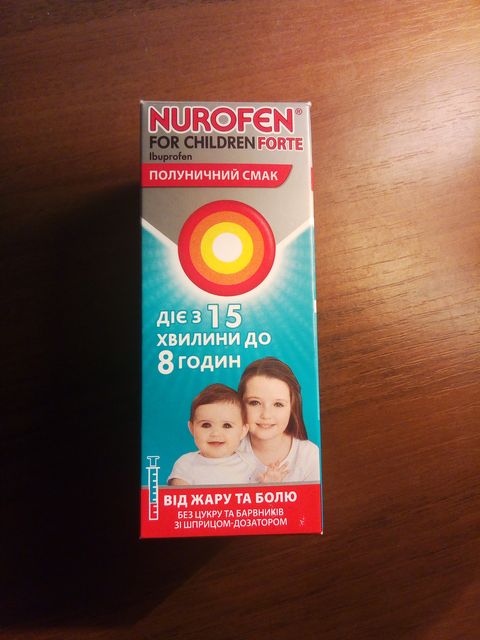 NUROFEN®
FOR CHILDREN FORTE
Ibuprofen
ПОЛУНИЧНИЙ СМАК
ДІЄ З 15
ХВИЛИНИ ДО
8 ГОДИН
ВІД ЖАРУ ТА БОЛЮ
БЕЗ ЦУКРУ ТА БАРВНИКІВ
ЗІ ШПРИЦОМ-ДОЗАТОРОМ